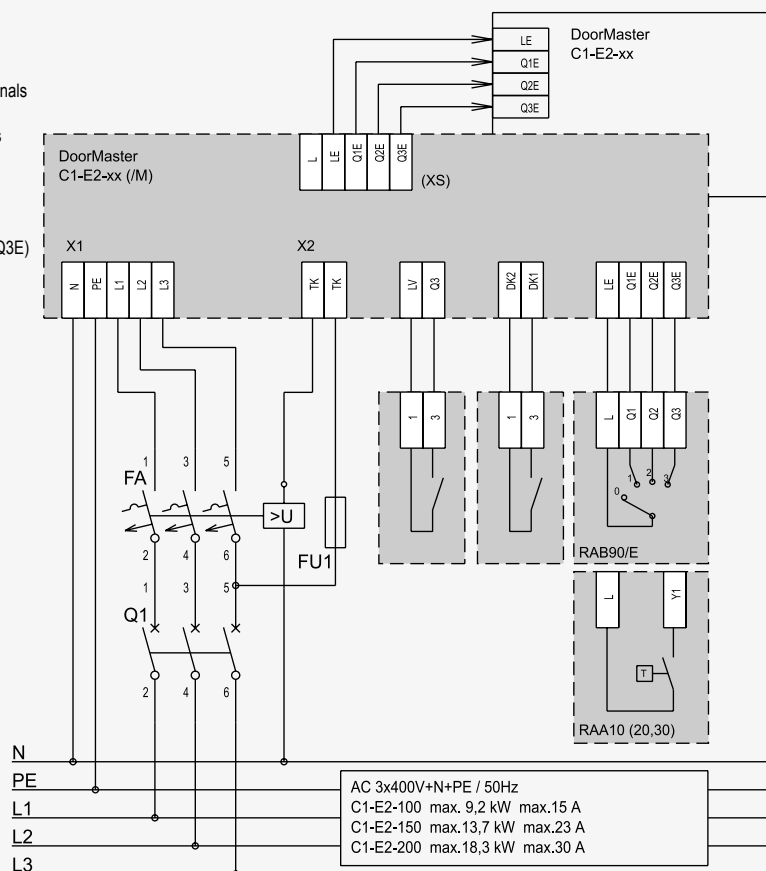 nals
s
Q3E)
DoorMaster
C1-E2-xx
LE
Q1E
Q2E
Q3E
DoorMaster
C1-E2-xx (/M)
L
LE
Q1E
Q2E
Q3E
(XS)
X1
X2
N
PE
L1
L2
L3
TK
TK
LV
Q3
DK2
DK1
LE
Q1E
Q2E
Q3E
1
3
1
3
L
Q1
Q2
Q3
0
1
2
3
RAB90/E
FA
1
3
5
>U
FU1
2
4
6
Q1
1
3
5
2
4
6
L
Y1
T
RAA10 (20,30)
N
PE
L1
L2
L3
AC 3x400V+N+PE / 50Hz
C1-E2-100 max. 9,2 kW max.15 A
C1-E2-150 max.13,7 kW max.23 A
C1-E2-200 max.18,3 kW max.30 A